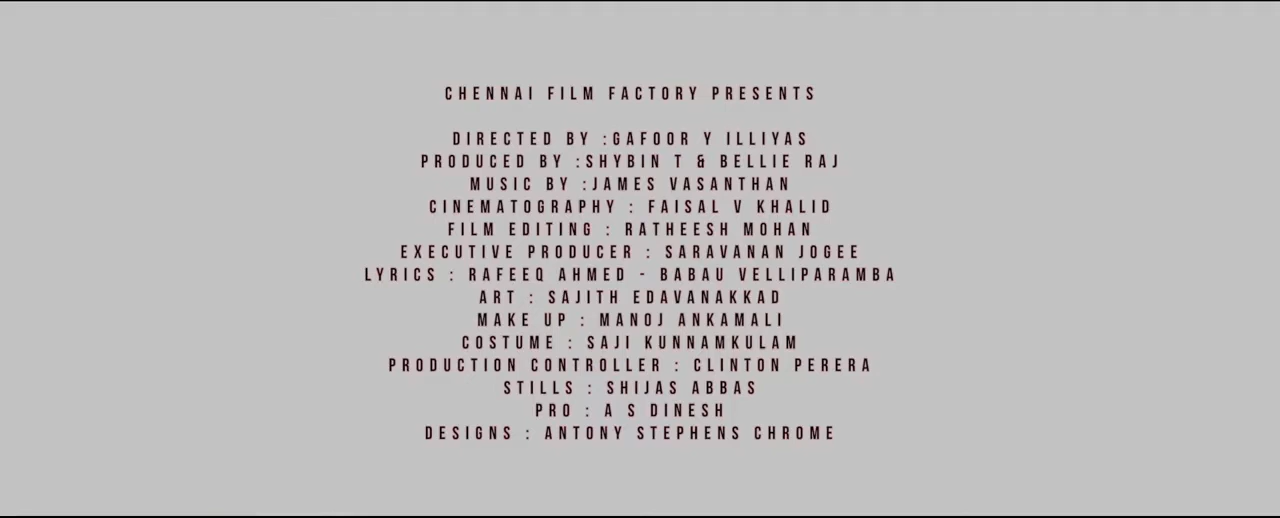 CHENNAI FILM FACTORY PRESENTS
DIRECTED BY :GAFOOR Y ILLIYAS
PRODUCED BY :SHYBIN T & BELLIE RAJ
MUSIC BY :JAMES VASANTHAN
CINEMATOGRAPHY : FAISAL V KHALID
FILM EDITING : RATHEESH MOHAN
EXECUTIVE PRODUCER : SARAVANAN JOGEE
LYRICS : RAFEEQ AHMED - BABAU VELLIPARAMBA
ART : SAJITH EDAVANAKKAD
MAKE UP : MANOJ ANKAMALI
COSTUME : SAJI KUNNAMKULAM
PRODUCTION CONTROLLER : CLINTON PERERA
STILLS : SHIJAS ABBAS
PRO : A S DINESH
DESIGNS : ANTONY STEPHENS CHROME